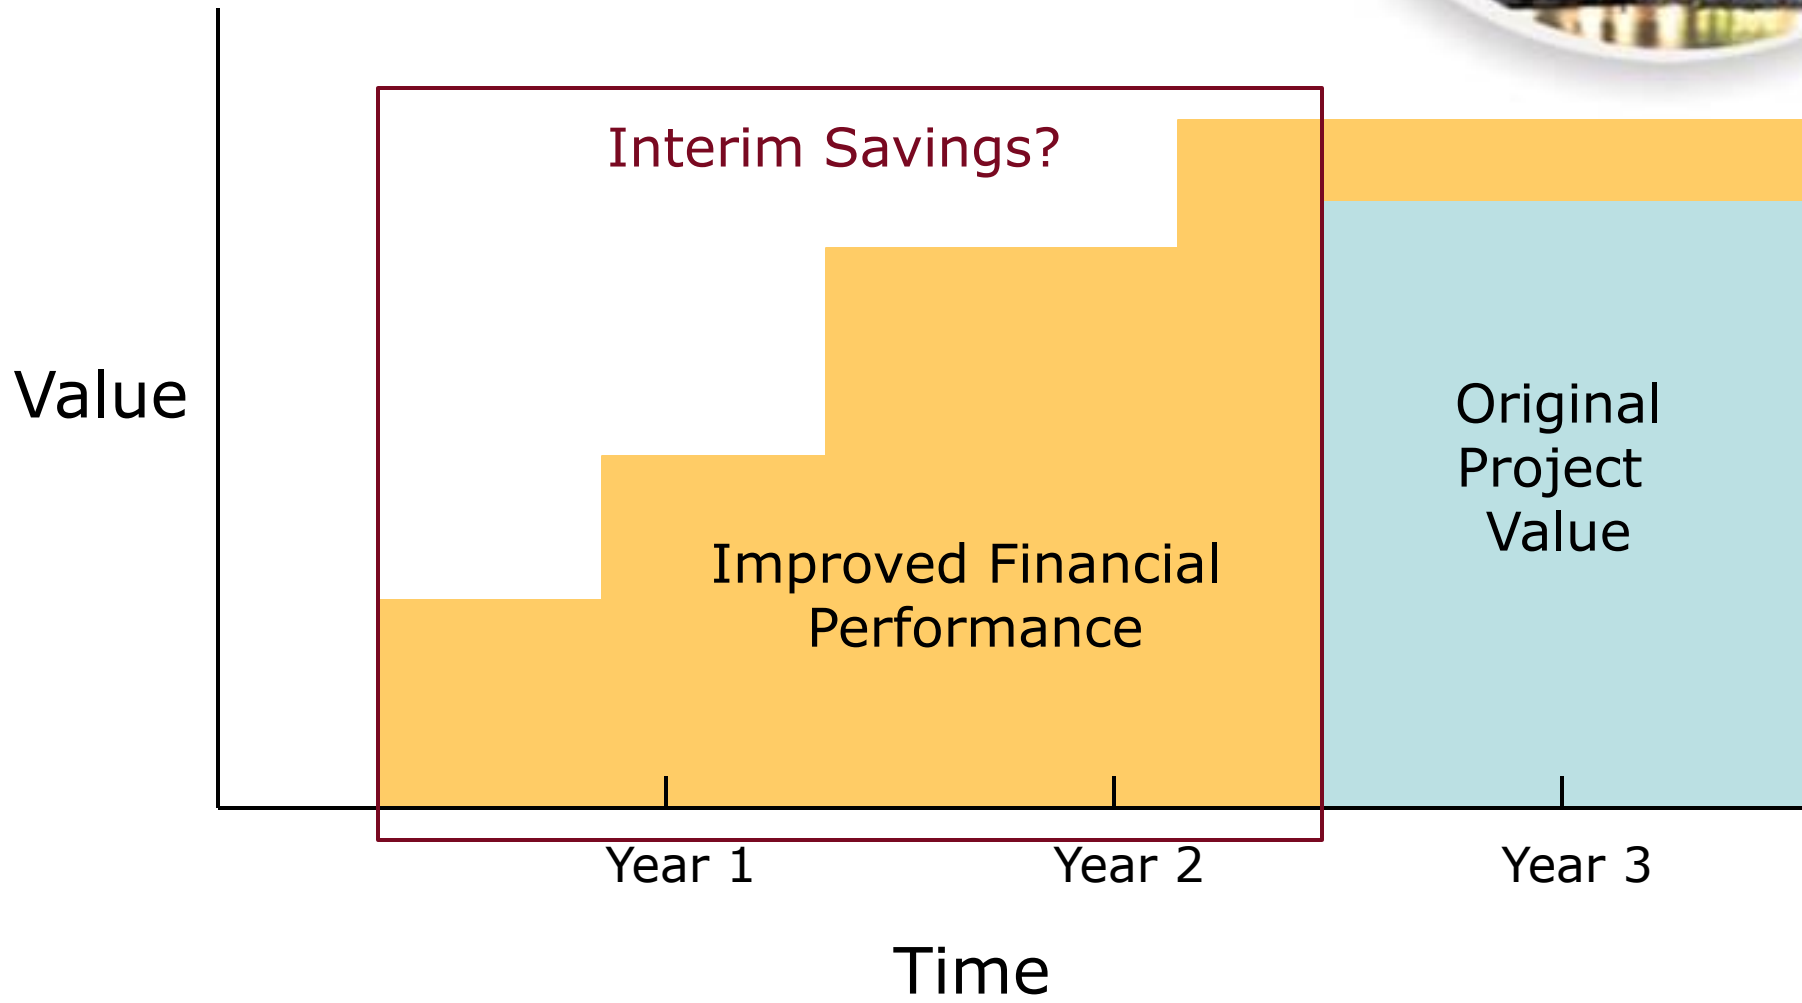 Interim Savings?
Value
Original
Project
Value
Improved Financial
Performance
Year 1
Year 2
Year 3
Time